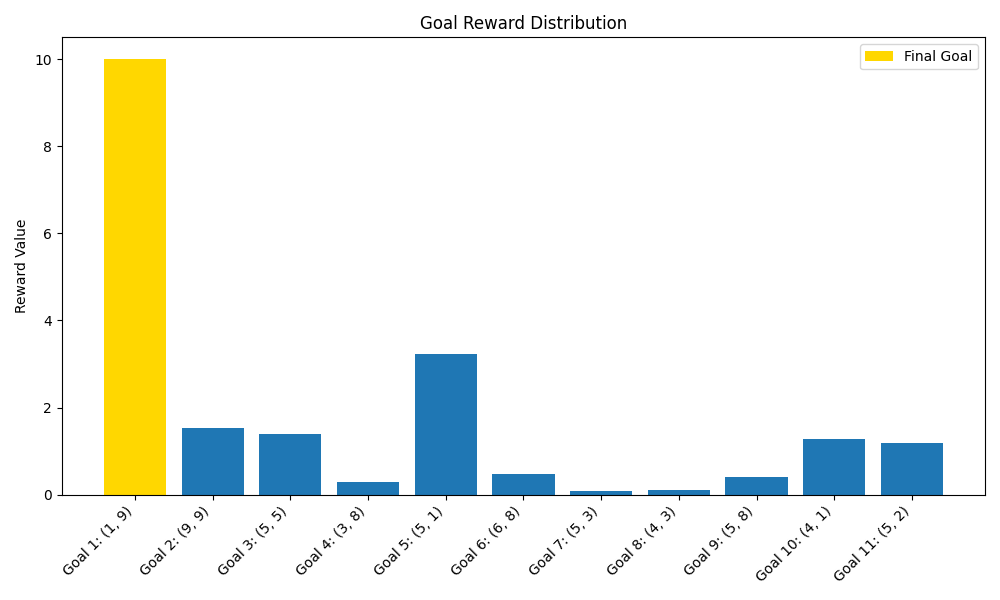 Goal Reward Distribution
Final Goal
Reward Value
10
8
6
4
2
0
Goal 1: (1, 9)
Goal 2: (9, 9)
Goal 3: (5, 5)
Goal 4: (3, 8)
Goal 5: (5, 1)
Goal 6: (6, 8)
Goal 7: (5, 3)
Goal 8: (4, 3)
Goal 9: (5, 8)
Goal 10: (4, 1)
Goal 11: (5, 2)